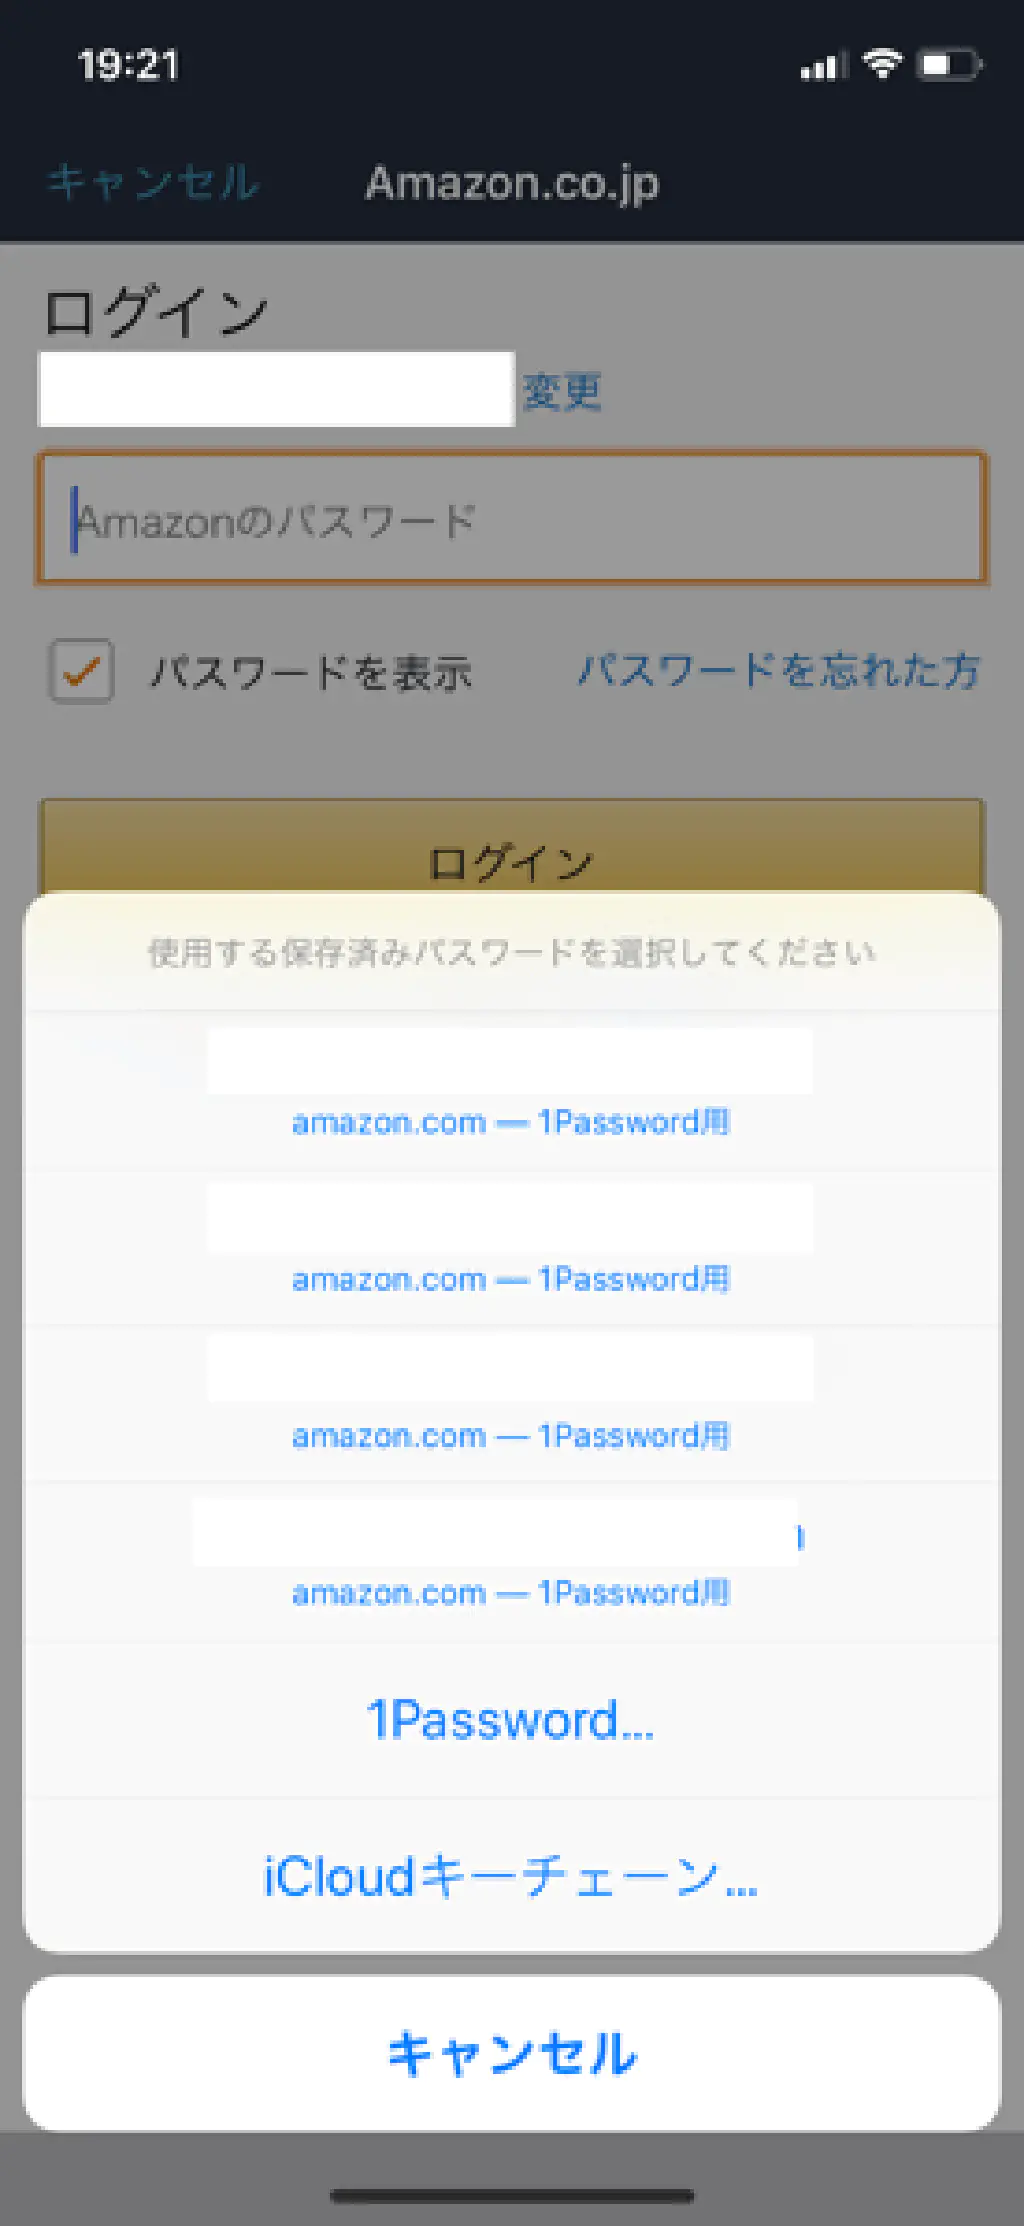 19:21
キャンセル Amazon.co.jp
ログイン
変更
Amazonのパスワード
パスワードを表示 パスワードを忘れた方
ログイン
使用する保存済みパスワードを選択してください
amazon.com — 1Password用
amazon.com — 1Password用
amazon.com — 1Password用
amazon.com — 1Password用
1Password...
iCloudキーチェーン...
キャンセル